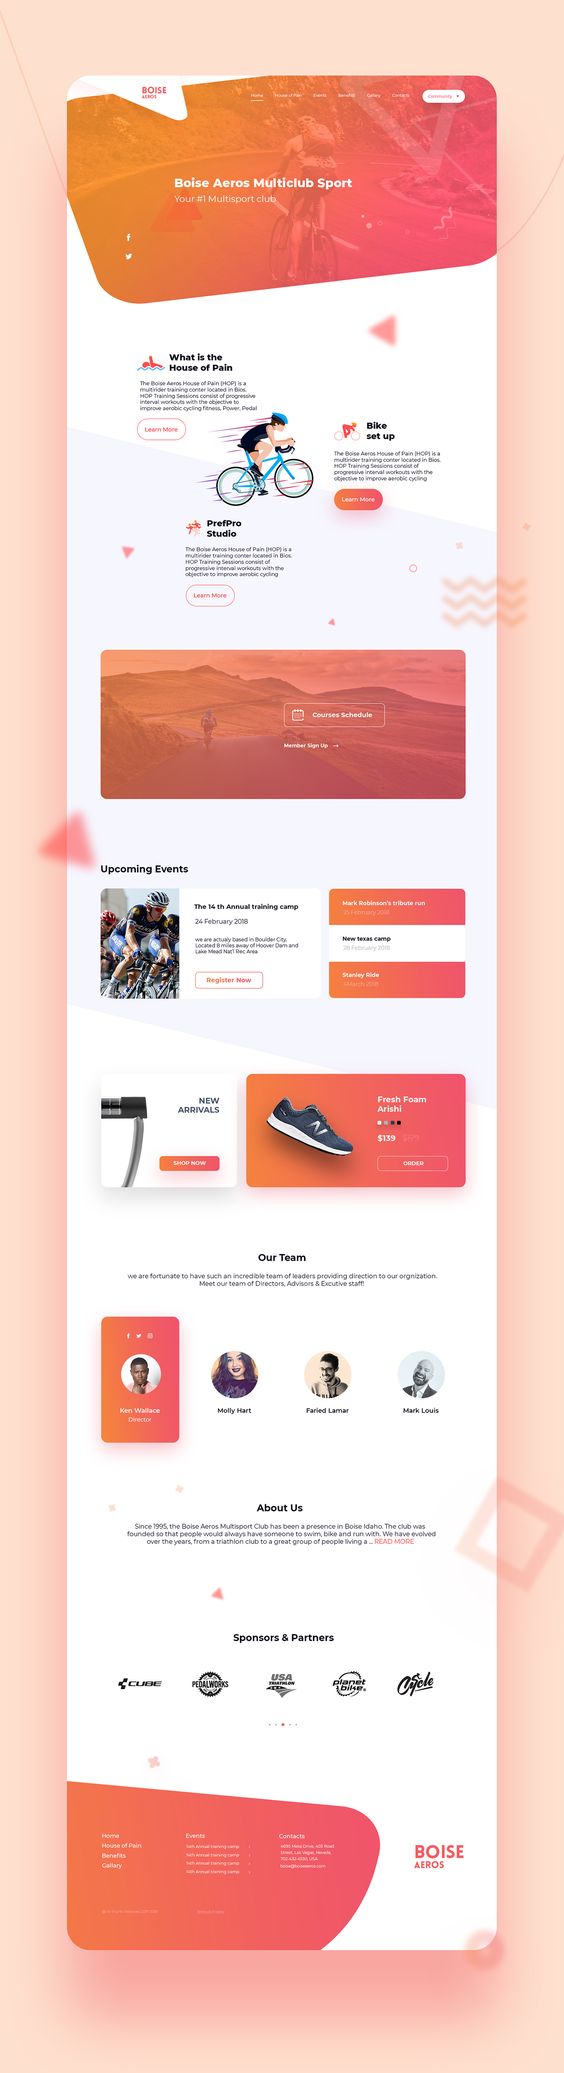 BOISE
AEROS
Home
House of Pain
Events
Benefits
Gallary
Contacts
Community
Boise Aeros Multiclub Sport
Your #1 Multisport club
What is the
House of Pain
The Boise Aeros House of Pain (HOP) is a
multirider training conter located in Bios.
HOP Training Sessions consist of progressive
interval workouts with the objective to
improve aerobic cycling fitness, Power, Pedal
Learn More
Bike
set up
The Boise Aeros House of Pain (HOP) is a
multirider training conter located in Bios.
HOP Training Sessions consist of
progressive interval workouts with the
objective to improve aerobic cycling
Learn More
PrefPro
Studio
The Boise Aeros House of Pain (HOP) is a
multirider training conter located in Bios.
HOP Training Sessions consist of
progressive interval workouts with the
objective to improve aerobic cycling
Learn More
Courses Schedule
Member Sign Up
Upcoming Events
The 14 th Annual training camp
24 February 2018
we are actualy based in Boulder City.
Located 8 miles away of Hoover Dam and
Lake Mead Nat'l Rec Area
Register Now
Mark Robinson's tribute run
25 February 2018
New texas camp
28 February 2018
Stanley Ride
March 2018
NEW
ARRIVALS
SHOP NOW
Fresh Foam
Arishi
$139
ORDER
Our Team
we are fortunate to have such an incredible team of leaders providing direction to our orgnization.
Meet our team of Directors, Advisors & Excutive staff!
Ken Wallace
Director
Molly Hart
Faried Lamar
Mark Louis
About Us
Since 1995, the Boise Aeros Multisport Club has been a presence in Boise Idaho. The club was
founded so that people would always have someone to swim, bike and run with. We have evolved
over the years, from a triathlon club to a great group of people living a ... READ MORE
Sponsors & Partners
CUBE
PEDALWORKS
USA
TRIATHLON
planet
bike
Cycle
Home
House of Pain
Benefits
Gallary
Events
14th Annual training camp
14th Annual training camp
14th Annual training camp
14th Annual training camp
Contacts
Street, Las Vegas, Nevada,
702-432-4330, USA
boise@boiseaeros.com
BOISE
AEROS